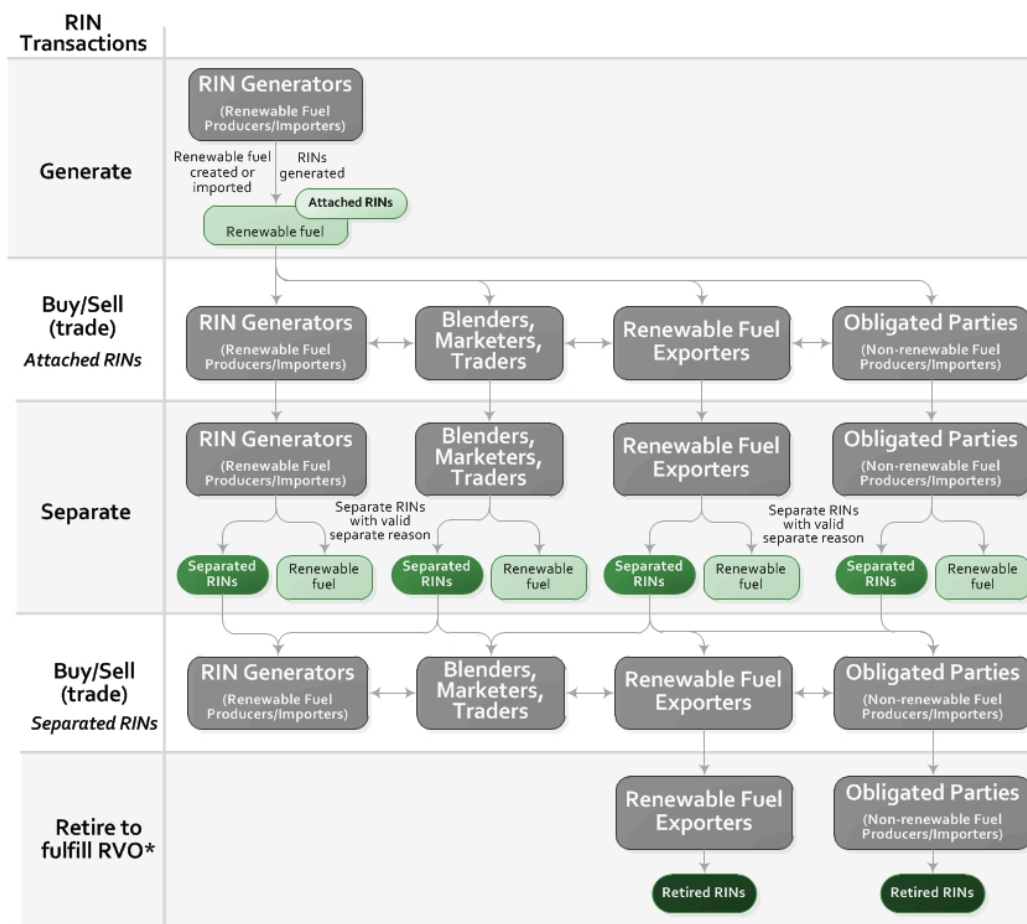 RIN
Transactions
Generate
RIN Generators
(Renewable Fuel
Producers/Importers)
Renewable fuel
created or
imported
RINs
generated
Attached RINs
Renewable fuel
Buy/Sell
(trade)
Attached RINs
RIN Generators
(Renewable Fuel
Producers/Importers)
Blenders,
Marketers,
Traders
Renewable Fuel
Exporters
Obligated Parties
(Non-renewable Fuel
Producers/Importers)
Separate
RIN Generators
(Renewable Fuel
Producers/Importers)
Blenders,
Marketers,
Traders
Renewable Fuel
Exporters
Obligated Parties
(Non-renewable Fuel
Producers/Importers)
Separate RINs
with valid
separate reason
Separate RINs
with valid
separate reason
Separated
RINs
Renewable
fuel
Separated
RINs
Renewable
fuel
Separated
RINs
Renewable
fuel
Separated
RINs
Renewable
fuel
Buy/Sell
(trade)
Separated RINs
RIN Generators
(Renewable Fuel
Producers/Importers)
Blenders,
Marketers,
Traders
Renewable Fuel
Exporters
Obligated Parties
(Non-renewable Fuel
Producers/Importers)
Retire to
fulfill RVO*
Renewable Fuel
Exporters
Obligated Parties
(Non-renewable Fuel
Producers/Importers)
Retired RINs
Retired RINs